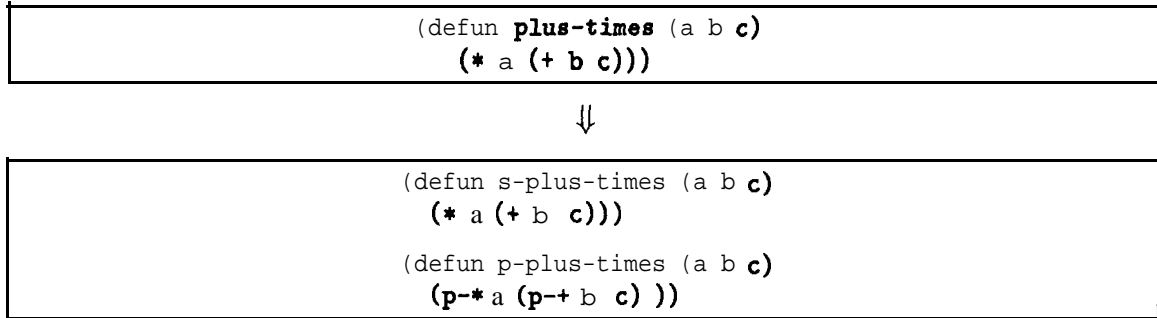 (defun plus-times (a b c)
(* a (+ b c)))
⇓
(defun s-plus-times (a b c)
(* a (+ b c)))
(defun p-plus-times (a b c)
(p-* a (p-+ b c) ))